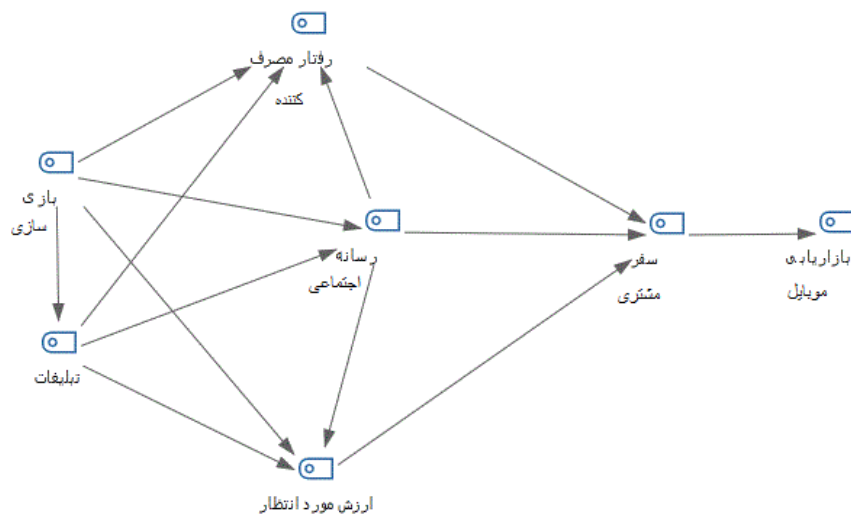 رفتار مصرف
کننده
بازی
سازی
رسانه
اجتماعی
سفر
مشتری
بازاریابی
موبایل
تبلیغات
ارزش مورد انتظار